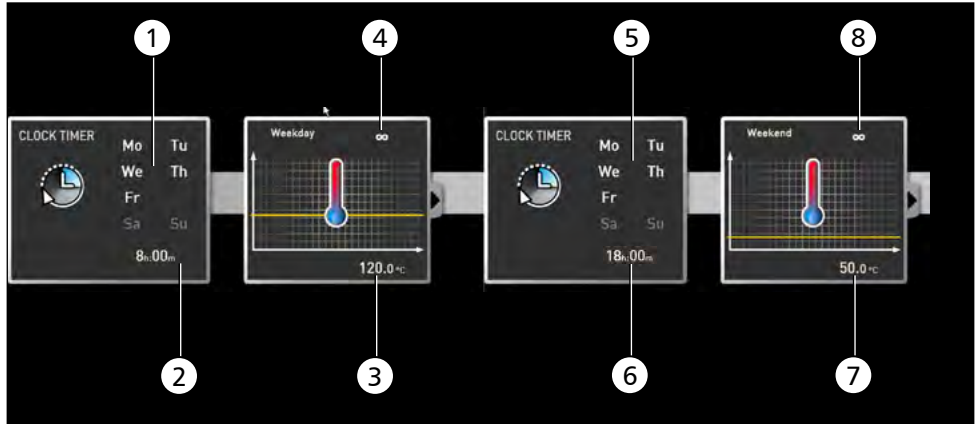 1
4
5
8
CLOCK TIMER
Mo Tu
We Th
Fr
Sa Su
8h:00m
Weekday ∞
120.0 °C
CLOCK TIMER
Mo Tu
We Th
Fr
Sa Su
18h:00m
Weekend ∞
50.0 °C
2
3
6
7